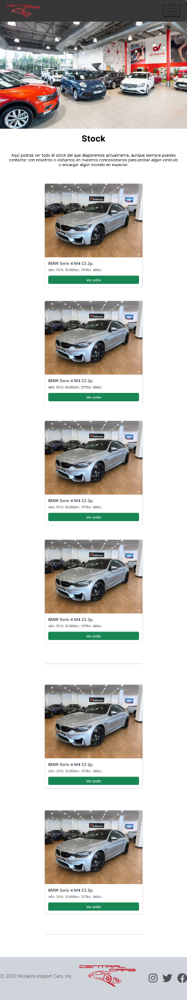 driveris
Stock
Aquí podras ver todo el stock del que disponemos actualmente, aunque siempre puedes
contactar con nosotros o visitarnos en nuestros concesionarios para probar algún vehículo
o encargar algún modelo en especial.
BMW Serie 4 M4 CS 2p.
Año: 2019, 38.000km, 2979cc, 460cv.
Ver coche
BMW Serie 4 M4 CS 2p.
Año: 2019, 38.000km, 2979cc, 460cv.
Ver coche
BMW Serie 4 M4 CS 2p.
Año: 2019, 38.000km, 2979cc, 460cv.
Ver coche
BMW Serie 4 M4 CS 2p.
Año: 2019, 38.000km, 2979cc, 460cv.
Ver coche
BMW Serie 4 M4 CS 2p.
Año: 2019, 38.000km, 2979cc, 460cv.
Ver coche
BMW Serie 4 M4 CS 2p.
Año: 2019, 38.000km, 2979cc, 460cv.
Ver coche
© 2022 Molares Import Cars, Inc
CENTRAL
CARS